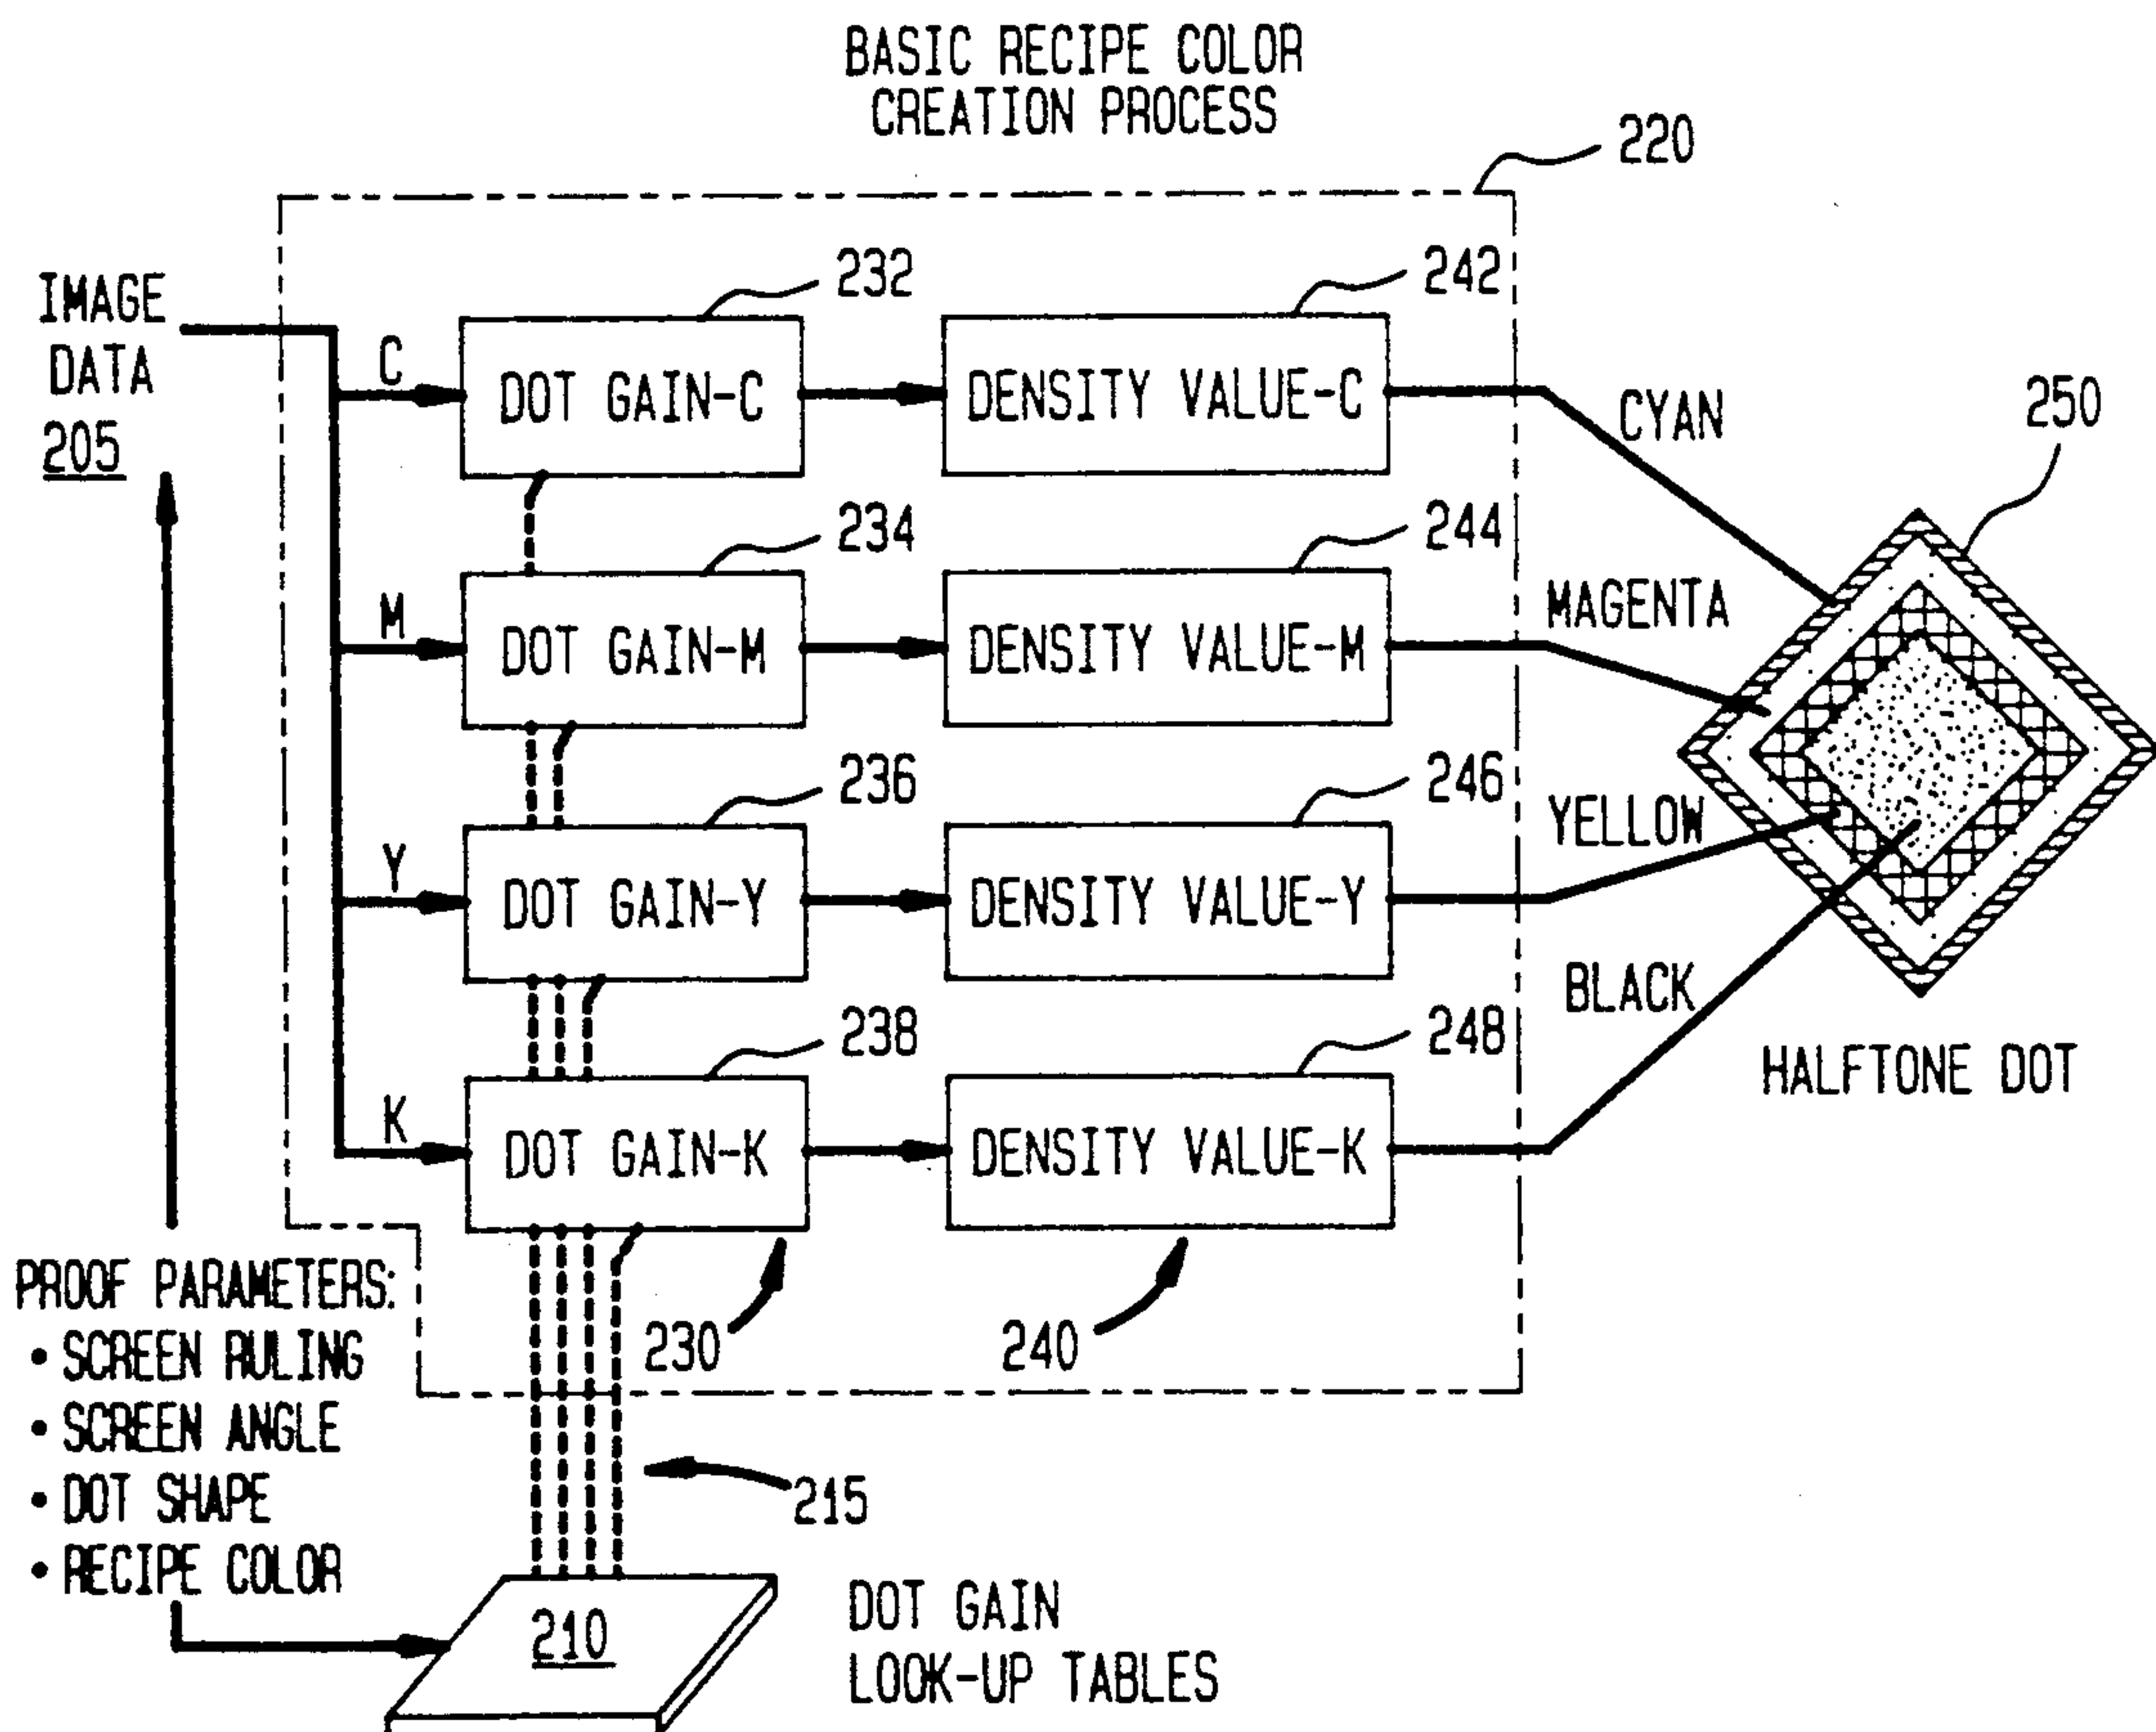 BASIC RECIPE COLOR
CREATION PROCESS
220
IMAGE
DATA
205
232
242
C
DOT GAIN-C
DENSITY VALUE-C
CYAN
250
234
244
M
DOT GAIN-M
DENSITY VALUE-M
MAGENTA
236
246
Y
DOT GAIN-Y
DENSITY VALUE-Y
YELLOW
238
248
K
DOT GAIN-K
DENSITY VALUE-K
BLACK
HALFTONE DOT
PROOF PARAMETERS:
• SCREEN RULING
• SCREEN ANGLE
• DOT SHAPE
• RECIPE COLOR
230
240
215
210
DOT GAIN
LOOK-UP TABLES